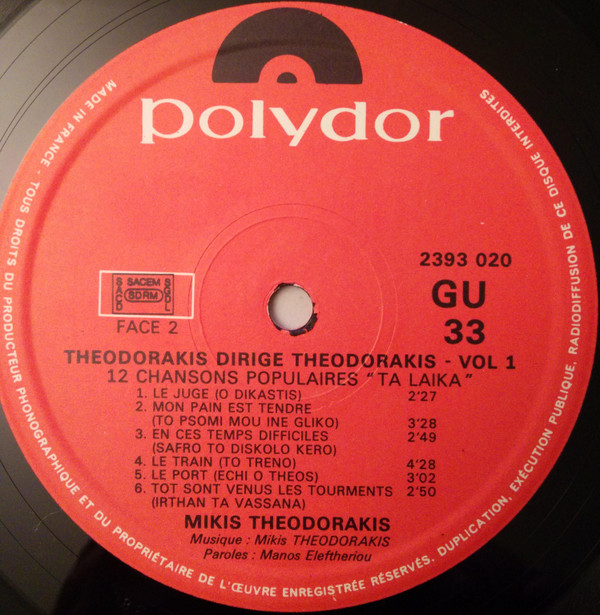 polydor
MADE IN FRANCE - TOUS DROITS DU PRODUCTEUR PHONOGRAPHIQUE ET DU PROPRIÉTAIRE DE L'ŒUVRE ENREGISTRÉE RÉSERVÉS. DUPLICATION, EXÉCUTION PUBLIQUE, RADIODIFFUSION DE CE DISQUE INTERDITES
2393 020
SACEM
SACD SDRM SGDL
GU
FACE 2
33
THEODORAKIS DIRIGE THEODORAKIS - VOL 1
12 CHANSONS POPULAIRES "TA LAIKA"
1. LE JUGE (O DIKASTIS) 2'27
2. MON PAIN EST TENDRE
(TO PSOMI MOU INE GLIKO) 3'28
3. EN CES TEMPS DIFFICILES 2'49
(SAFRO TO DISKOLO KERO)
4. LE TRAIN (TO TRENO) 4'28
5. LE PORT (ECHI O THEOS) 3'02
6. TOT SONT VENUS LES TOURMENTS 2'50
(IRTHAN TA VASSANA)
MIKIS THEODORAKIS
Musique : Mikis THEODORAKIS
Paroles : Manos Eleftheriou